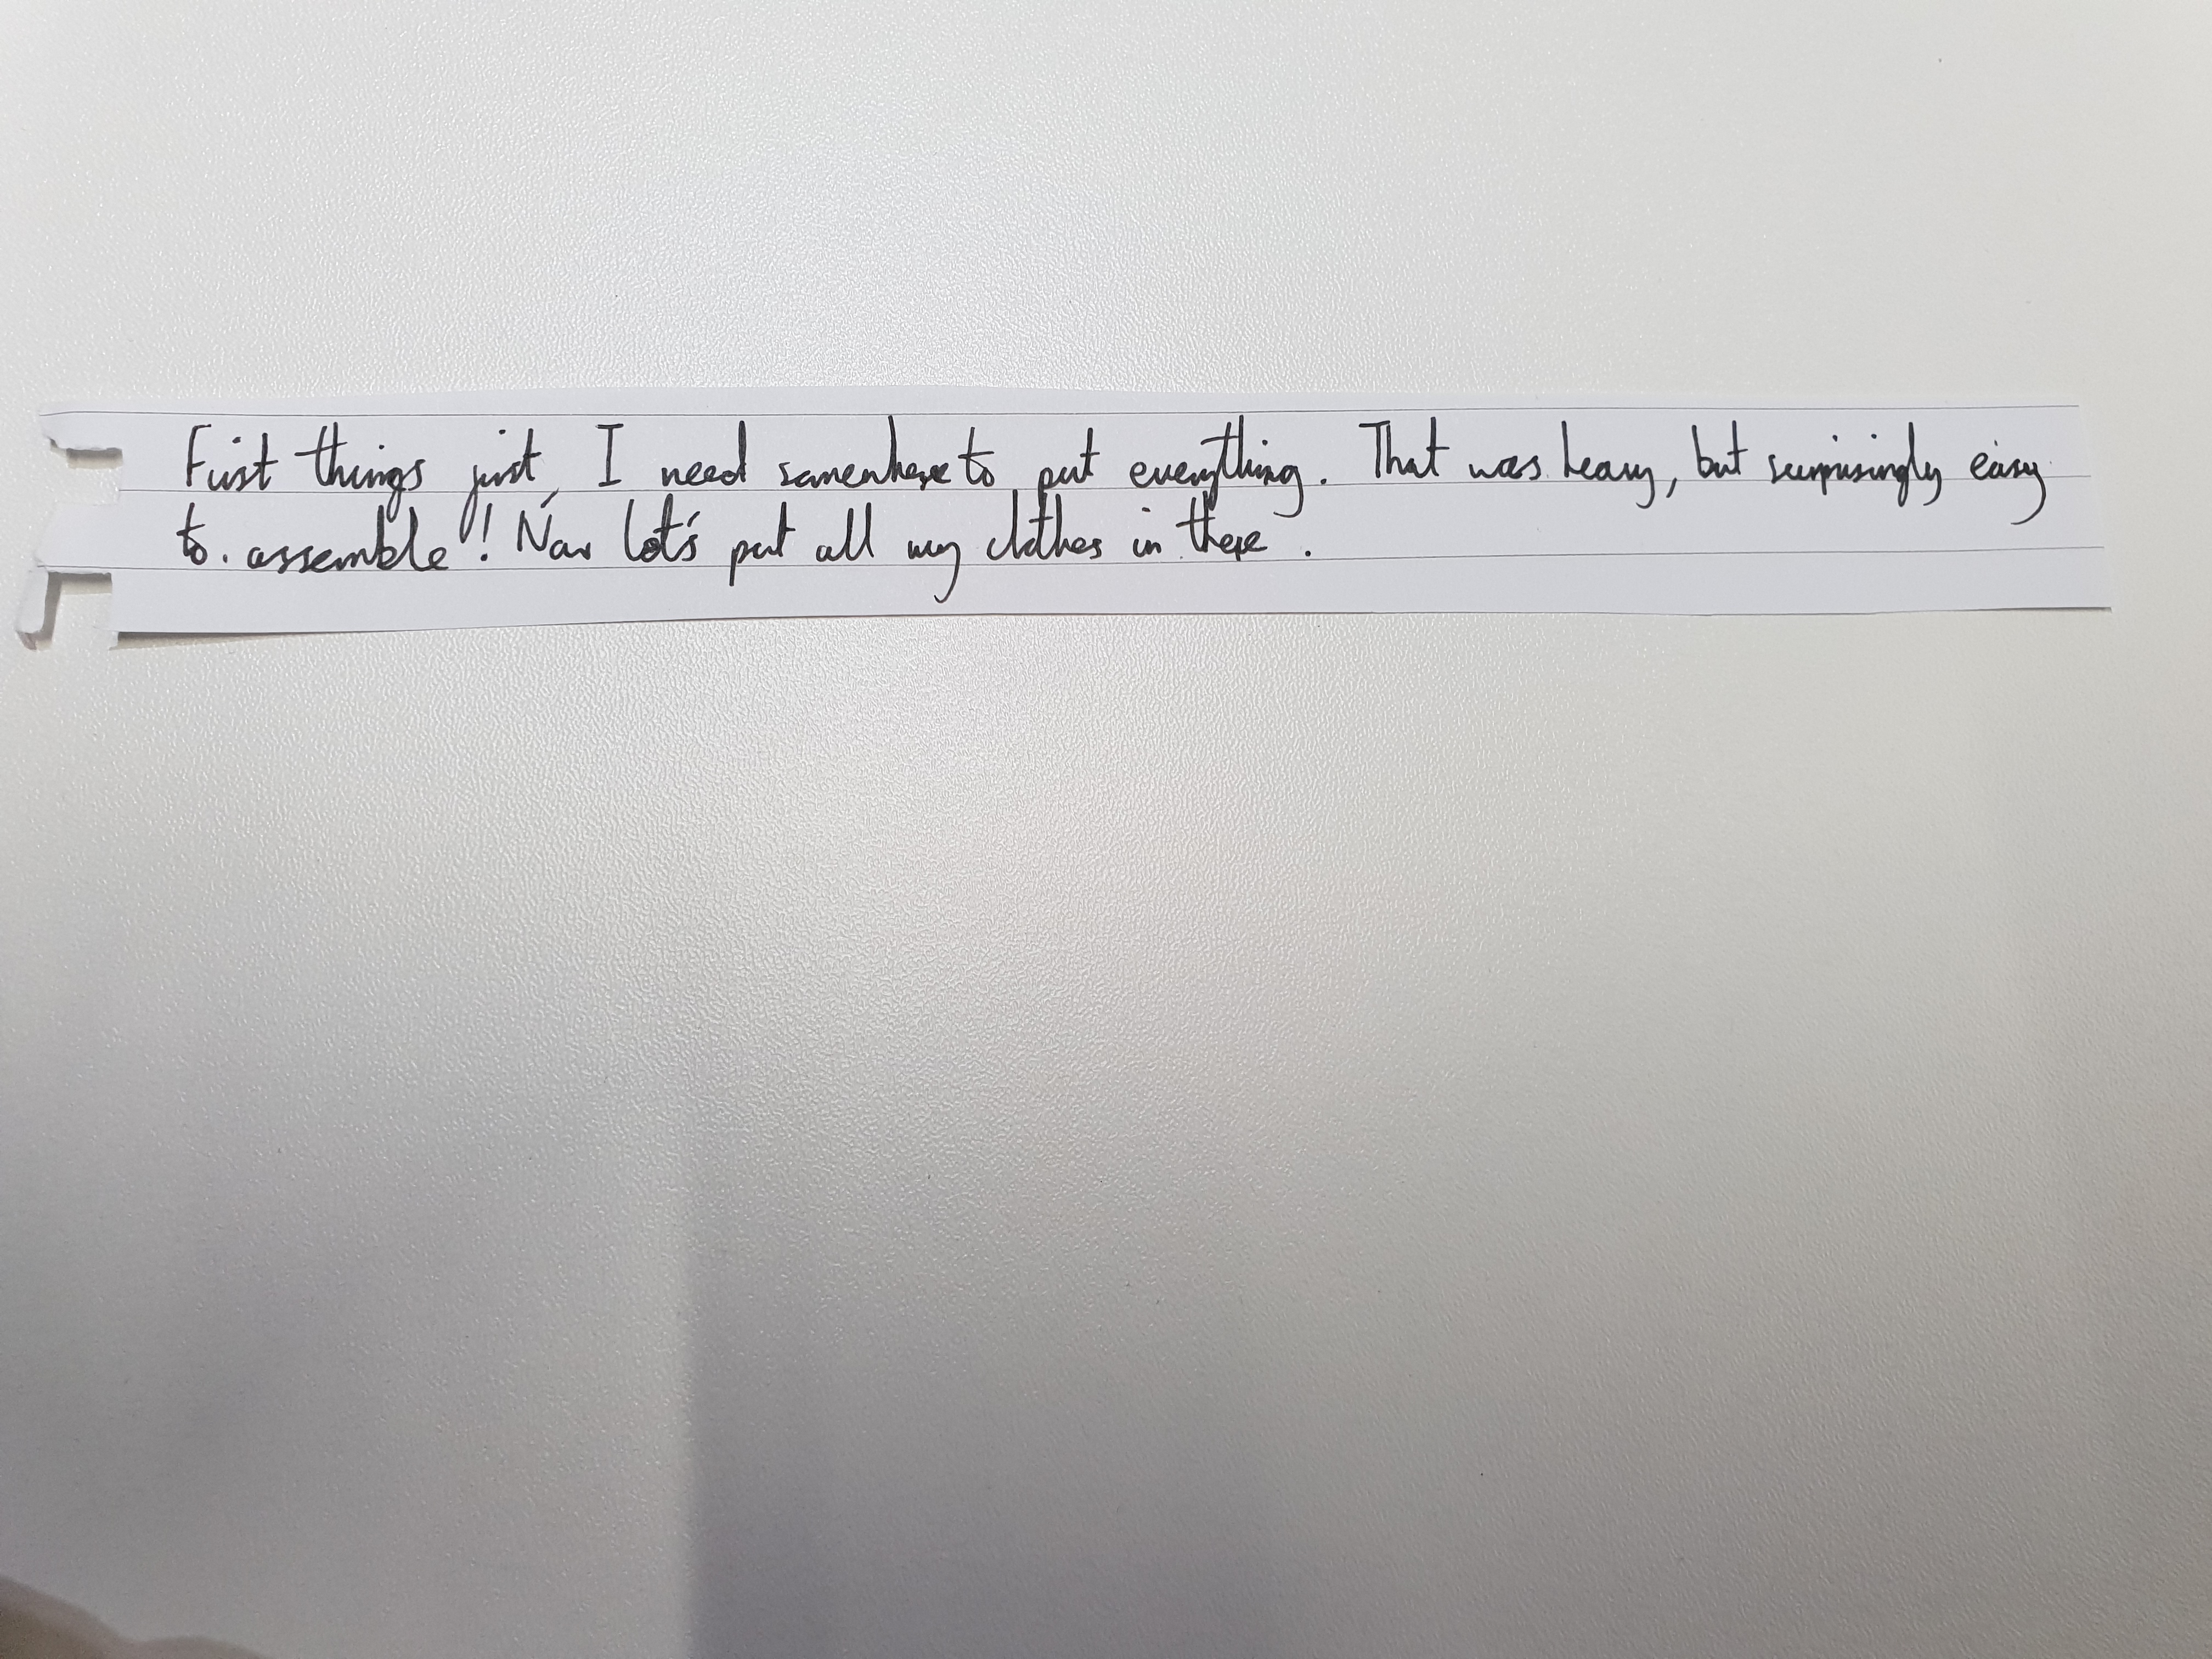 First things just, I need somewhere to put everything. That was heavy, but surprisingly easy
to. assemble! Now let's put all my clothes in there.